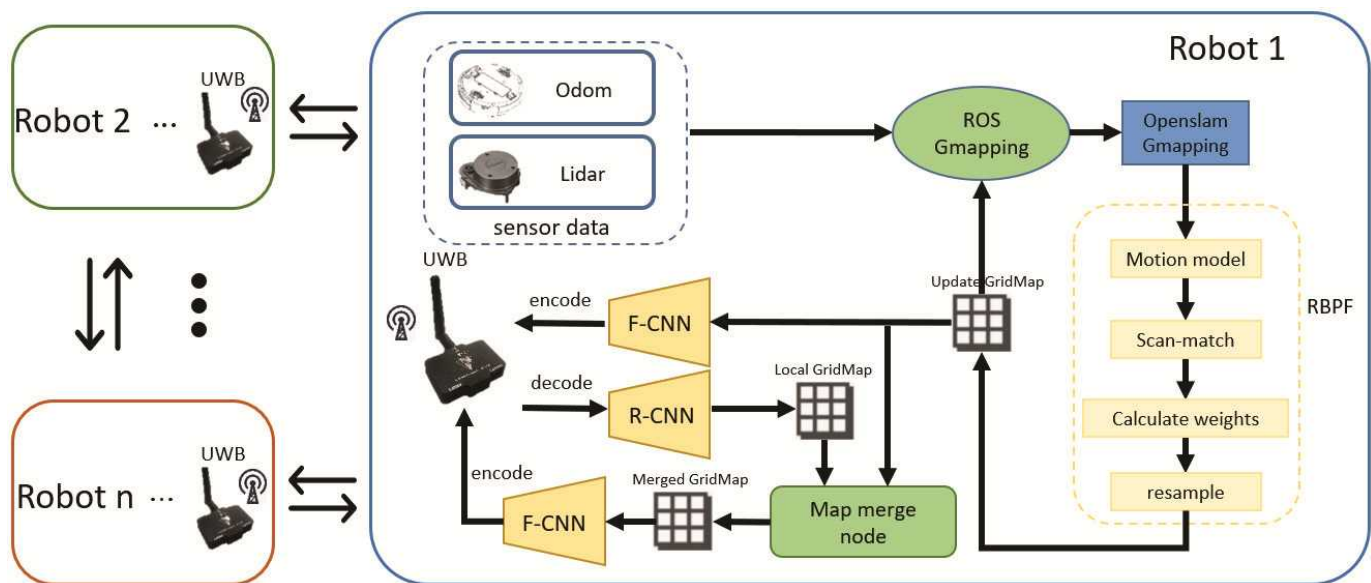 Robot 1
UWB
Robot 2 ...
Odom
Lidar
sensor data
ROS
Gmapping
Openslam
Gmapping
UWB
encode
F-CNN
Update GridMap
Motion model
RBPF
Scan-match
decode
R-CNN
Local GridMap
Calculate weights
UWB
Robot n ...
encode
F-CNN
Merged GridMap
Map merge
node
resample